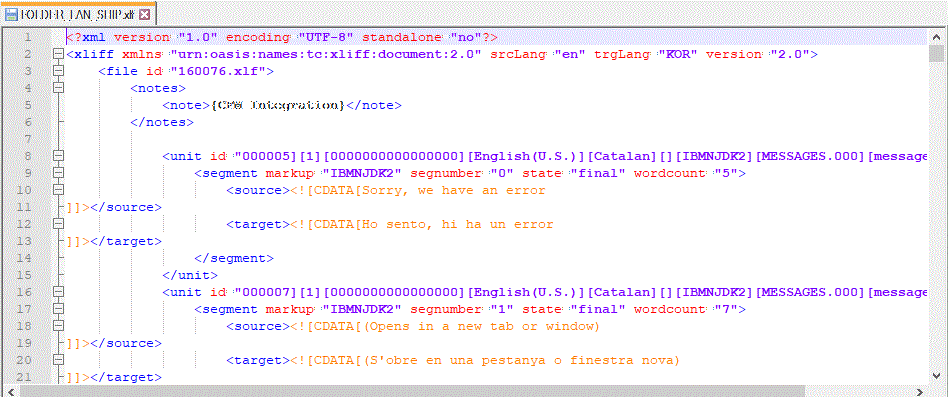 FOLDER_LAN_SHIP.xlf
1 <?xml version="1.0" encoding="UTF-8" standalone="no"?>
2 <xliff xmlns="urn:oasis:names:tc:xliff:document:2.0" srcLang="en" trgLang="KOR" version="2.0">
3 <file id="160076.xlf">
4 <notes>
5 <note>{CPM Integration}</note>
6 </notes>
7
8 <unit id="000005][1][0000000000000000][English(U.S.)][Catalan][][IBMNJDK2][MESSAGES.000][message
9 <segment markup="IBMNJDK2" segnumber="0" state="final" wordcount="5">
10 <source><![CDATA[Sorry, we have an error
11 ]]></source>
12 <target><![CDATA[Ho sento, hi ha un error
13 ]]></target>
14 </segment>
15 </unit>
16 <unit id="000007][1][0000000000000000][English(U.S.)][Catalan][][IBMNJDK2][MESSAGES.000][message
17 <segment markup="IBMNJDK2" segnumber="1" state="final" wordcount="7">
18 <source><![CDATA[(Opens in a new tab or window)
19 ]]></source>
20 <target><![CDATA[(S'obre en una pestanya o finestra nova)
21 ]]></target>